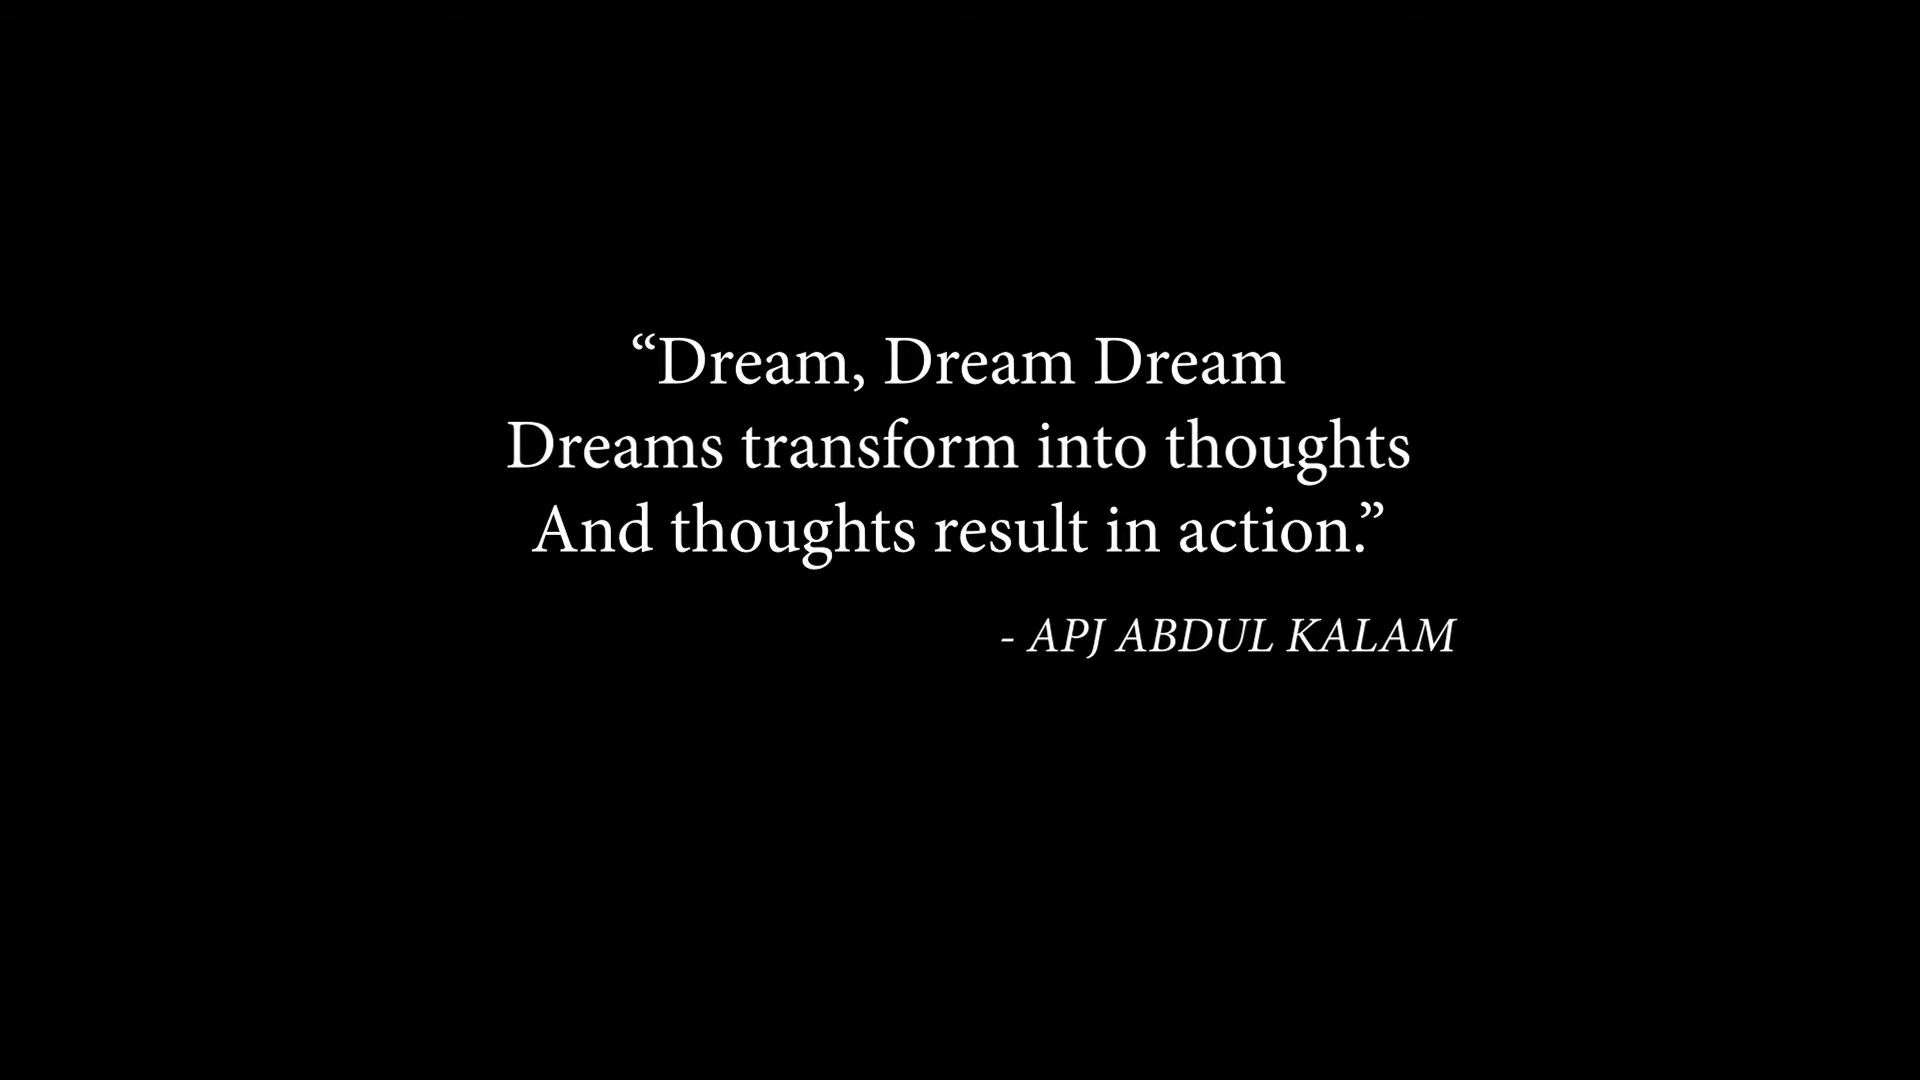 “Dream, Dream Dream
Dreams transform into thoughts
And thoughts result in action.”
- APJ ABDUL KALAM